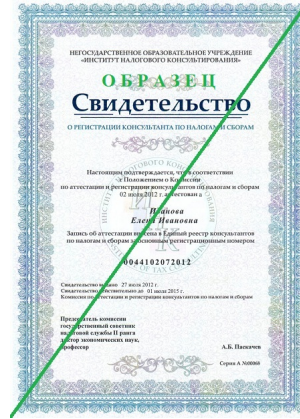 НЕГОСУДАРСТВЕННОЕ ОБРАЗОВАТЕЛЬНОЕ УЧРЕЖДЕНИЕ
«ИНСТИТУТ НАЛОГОВОГО КОНСУЛЬТИРОВАНИЯ»
ОБРАЗЕЦ
Свидетельство
О РЕГИСТРАЦИИ КОНСУЛЬТАНТА ПО НАЛОГАМ И СБОРАМ
Настоящим подтверждается, что в соответствии
с Положением о Комиссии
по аттестации и регистрации консультантов по налогам и сборам
02 июля 2012 г. аттестован а
Иванова
Елена Ивановна
Запись об аттестации внесена в Единый реестр консультантов
по налогам и сборам за основным регистрационным номером
0044102072012
Свидетельство выдано 27 июля 2012 г.
Свидетельство действительно до 01 июля 2015 г.
Комиссия по аттестации и регистрации консультантов по налогам и сборам
Председатель комиссии
государственный советник
налоговой службы II ранга
доктор экономических наук,
профессор
А.Б. Паскачев
Серия А №00068